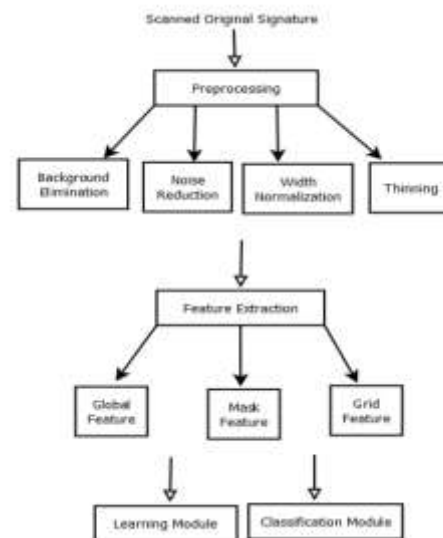 Scanned Original Signature
Preprocessing
Background
Elimination
Noise
Reduction
Width
Normalization
Thinning
Feature Extraction
Global
Feature
Mask
Feature
Grid
Feature
Learning Module
Classification Module